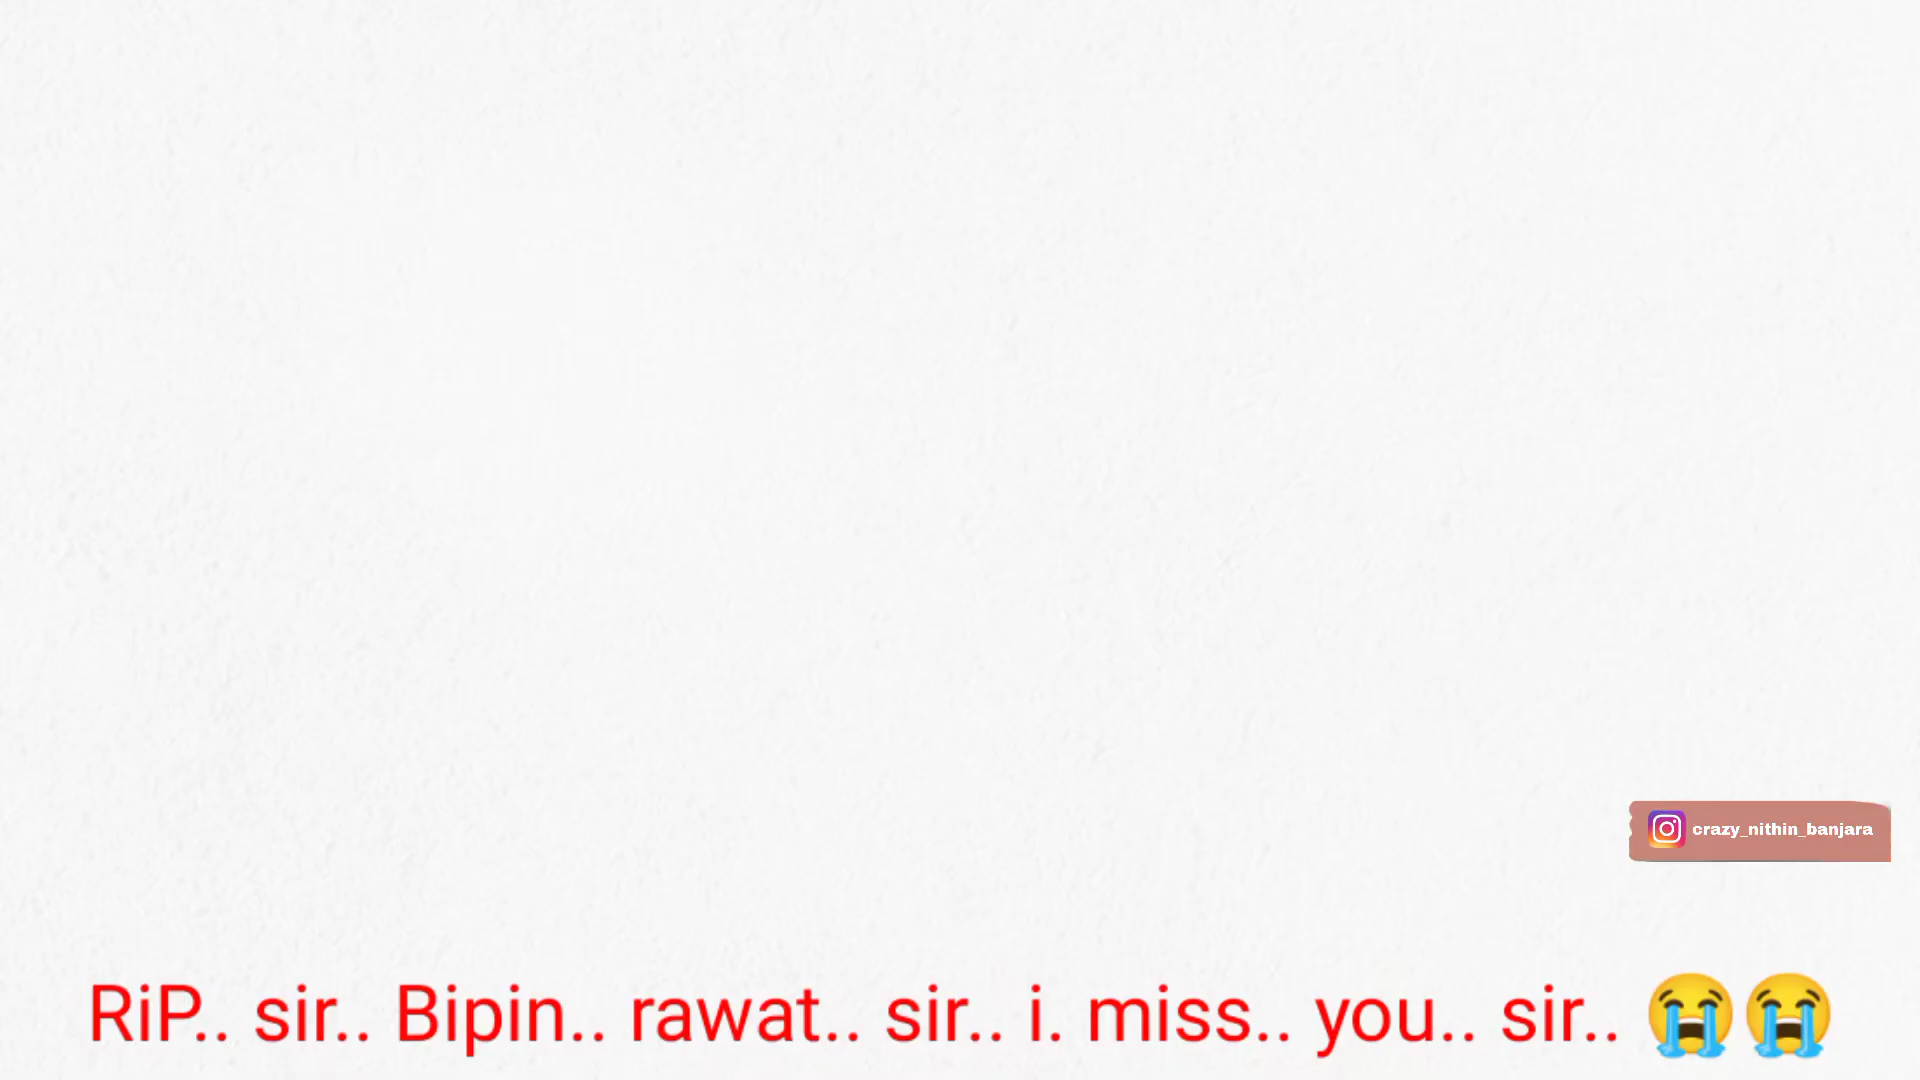 crazy_nithin_banjara
RiP.. sir.. Bipin.. rawat.. sir.. i. miss.. you.. sir.. 😭😭